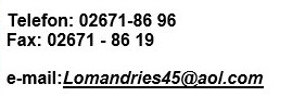 Telefon: 02671-86 96
Fax: 02671 - 86 19
e-mail:Lomandries45@aol.com